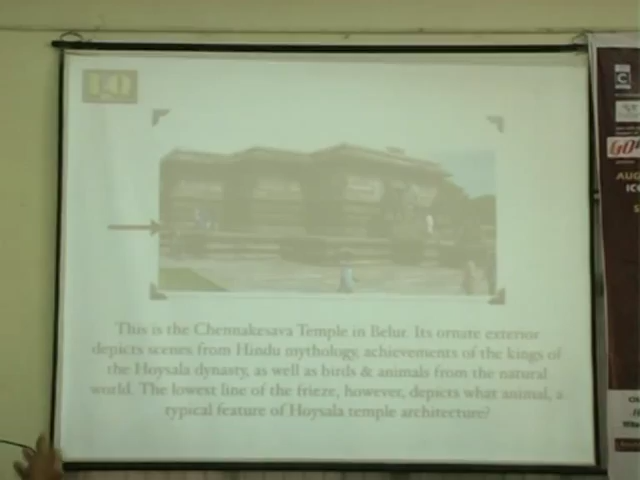 This is the Chennakesava Temple in Belur. Its ornate exterior
depicts scenes from Hindu mythology, achievements of the kings of
the Hoysala dynasty, as well as birds & animals from the natural
world. The lowest line of the frieze, however, depicts what animal, a
typical feature of Hoysala temple architecture?
C
AUG